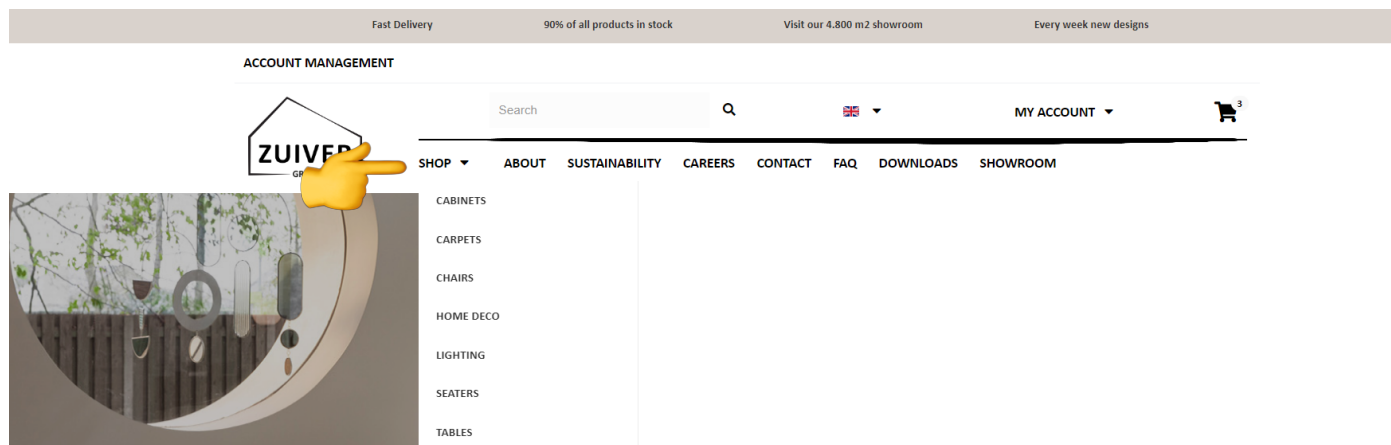 Fast Delivery 90% of all products in stock Visit our 4.800 m2 showroom Every week new designs
ACCOUNT MANAGEMENT
Search MY ACCOUNT 3
SHOP ABOUT SUSTAINABILITY CAREERS CONTACT FAQ DOWNLOADS SHOWROOM
CABINETS
CARPETS
CHAIRS
HOME DECO
LIGHTING
SEATERS
TABLES